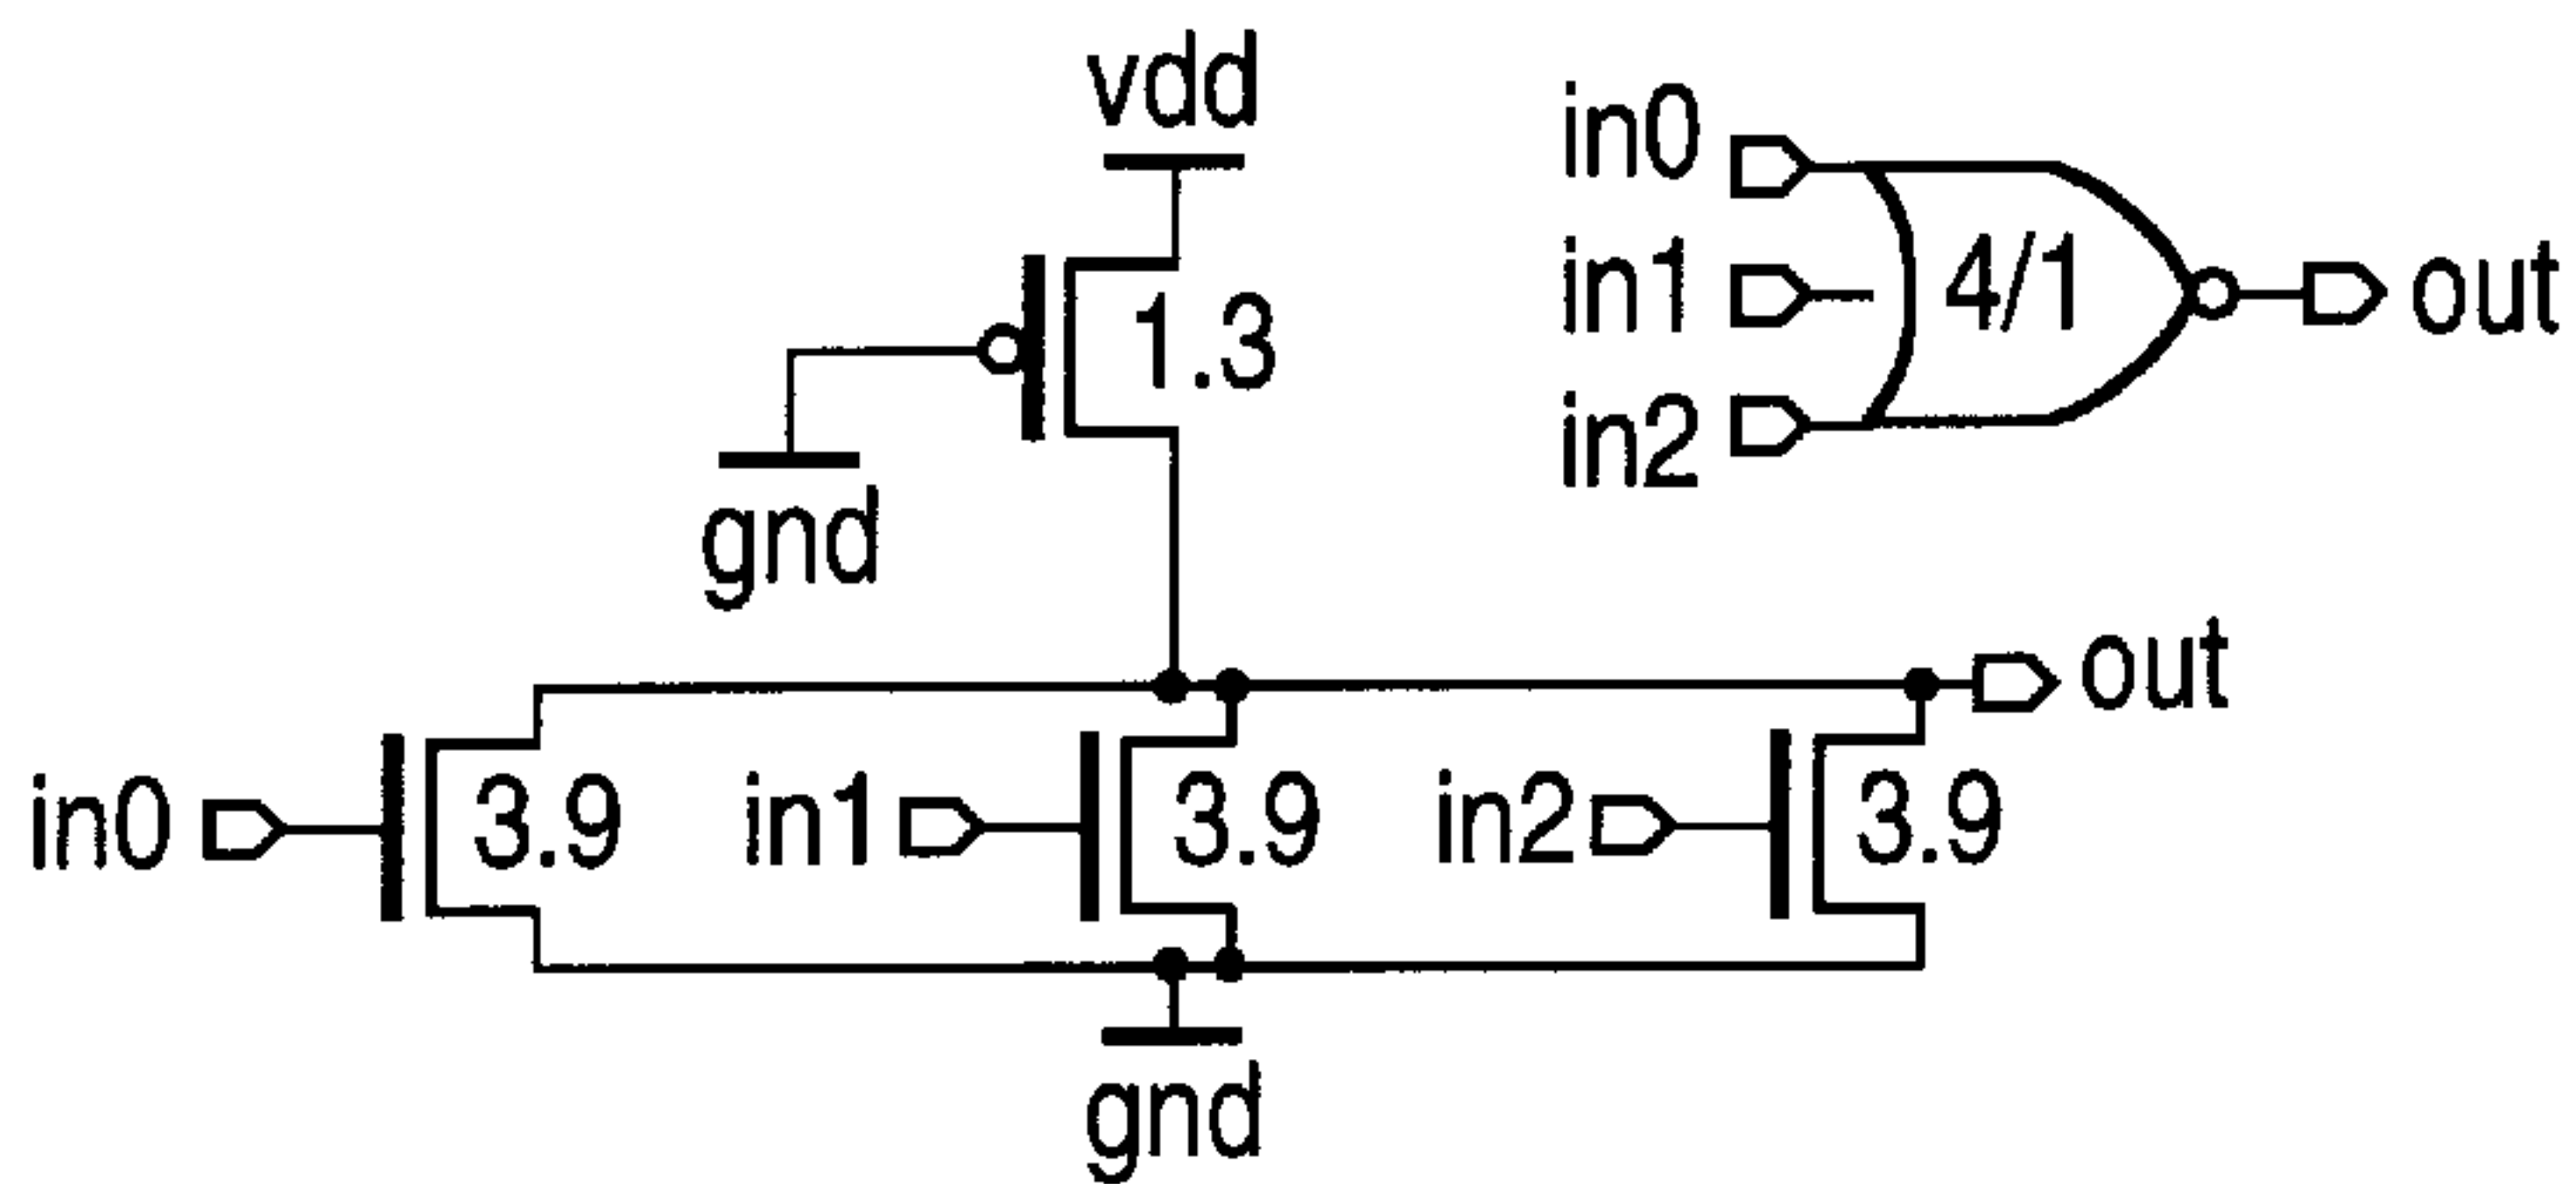 vdd
1.3
gnd
in0
in1
in2
4/1
out
out
in0
3.9
in1
3.9
in2
3.9
gnd